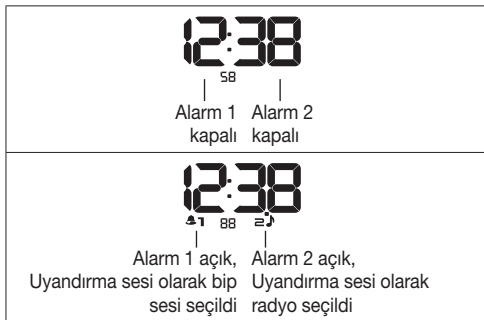 12:38
58
Alarm 1 Alarm 2
kapalı kapalı
12:38
1 88 2
Alarm 1 açık, Alarm 2 açık,
Uyandırma sesi olarak bip Uyandırma sesi olarak
sesi seçildi radyo seçildi